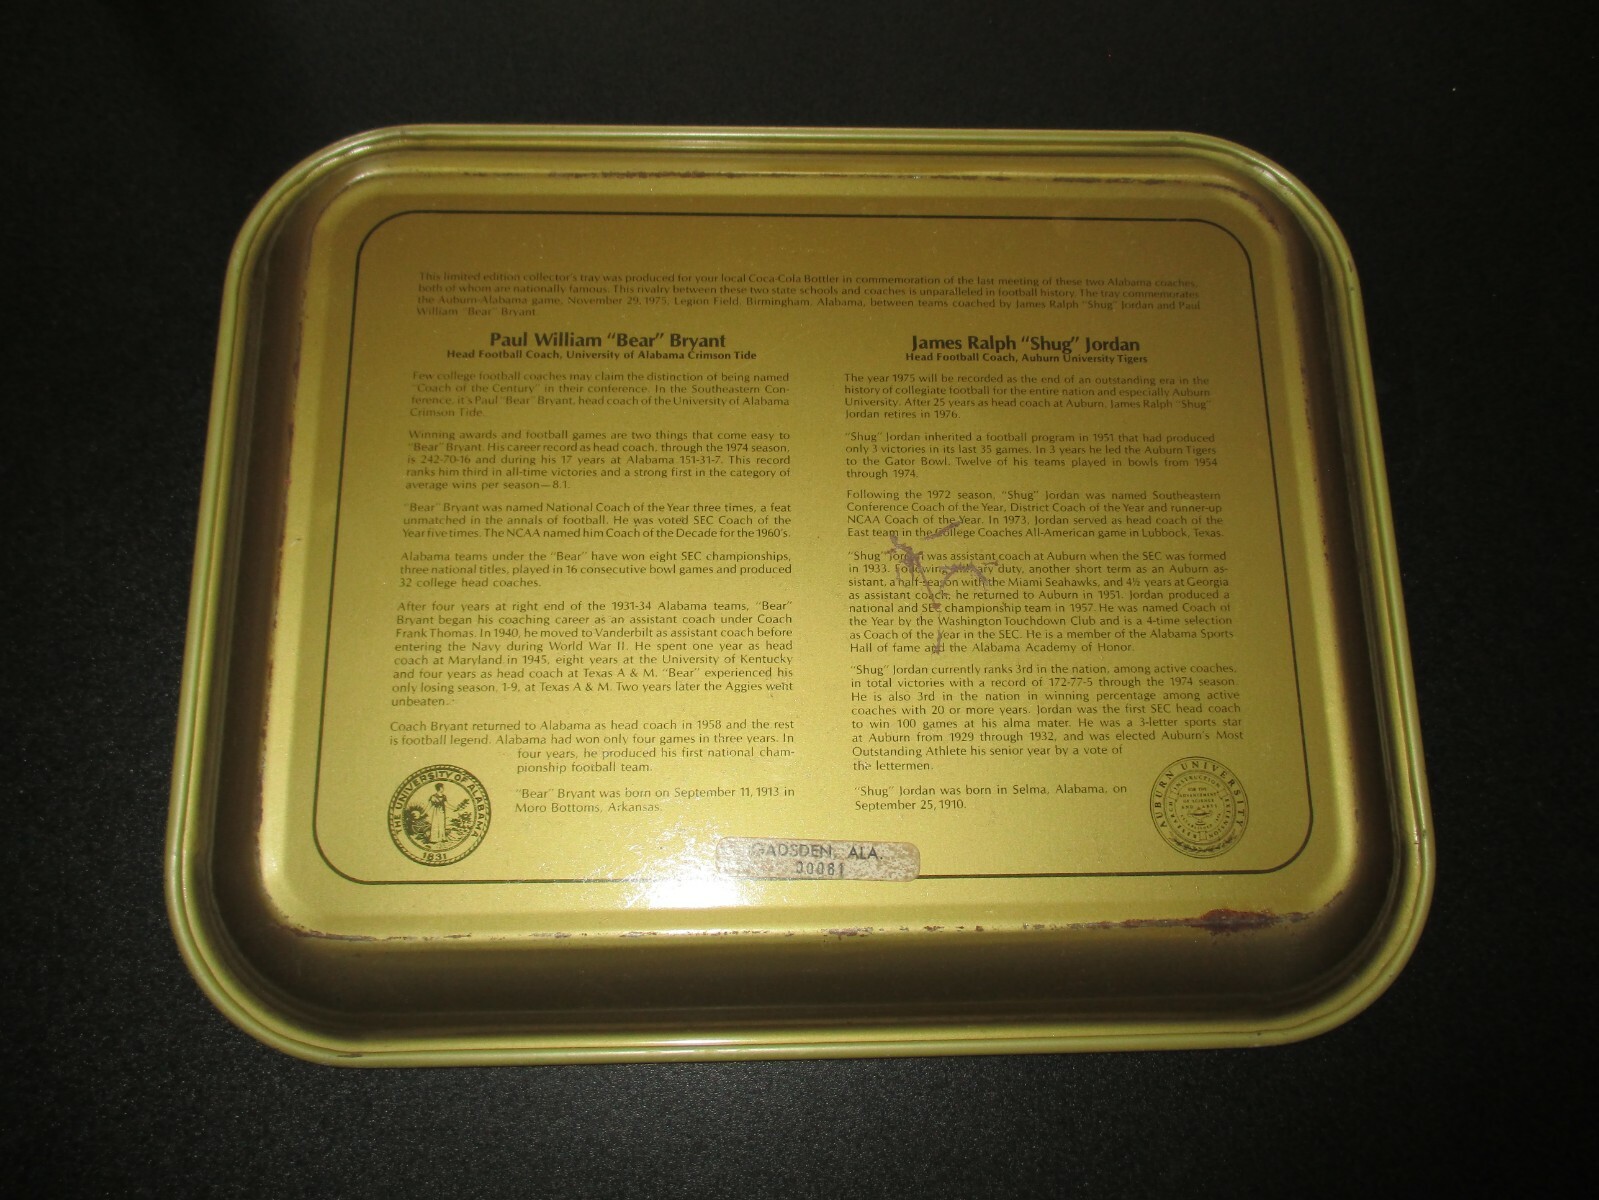 This limited edition collector's tray was produced for your local Coca-Cola Bottler in commemoration of the last meeting of these two Alabama coaches,
both of whom are nationally famous. This rivalry between these two state schools and coaches is unparalleled in football history. The tray commemorates
the Auburn-Alabama game, November 29, 1975, Legion Field, Birmingham, Alabama, between teams coached by James Ralph "Shug" Jordan and Paul
William "Bear" Bryant.
Paul William "Bear" Bryant
Head Football Coach, University of Alabama Crimson Tide
Few college football coaches may claim the distinction of being named
"Coach of the Century" in their conference. In the Southeastern Con-
ference, it's Paul "Bear" Bryant, head coach of the University of Alabama
Crimson Tide.
Winning awards and football games are two things that come easy to
"Bear" Bryant. His career record as head coach, through the 1974 season,
is 242-70-16 and during his 17 years at Alabama 151-31-7. This record
ranks him third in all-time victories and a strong first in the category of
average wins per season—8.1.
"Bear" Bryant was named National Coach of the Year three times, a feat
unmatched in the annals of football. He was voted SEC Coach of the
Year five times. The NCAA named him Coach of the Decade for the 1960's.
Alabama teams under the "Bear" have won eight SEC championships,
three national titles, played in 16 consecutive bowl games and produced
32 college head coaches.
After four years at right end of the 1931-34 Alabama teams, "Bear"
Bryant began his coaching career as an assistant coach under Coach
Frank Thomas. In 1940, he moved to Vanderbilt as assistant coach before
entering the Navy during World War II. He spent one year as head
coach at Maryland in 1945, eight years at the University of Kentucky
and four years as head coach at Texas A & M. "Bear" experienced his
only losing season, 1-9, at Texas A & M. Two years later the Aggies went
unbeaten.
Coach Bryant returned to Alabama as head coach in 1958 and the rest
is football legend. Alabama had won only four games in three years. In
four years, he produced his first national cham-
pionship football team.
"Bear" Bryant was born on September 11, 1913 in
Moro Bottoms, Arkansas.
THE UNIVERSITY OF ALABAMA
1831
James Ralph "Shug" Jordan
Head Football Coach, Auburn University Tigers
The year 1975 will be recorded as the end of an outstanding era in the
history of collegiate football for the entire nation and especially Auburn
University. After 25 years as head coach at Auburn, James Ralph "Shug"
Jordan retires in 1976.
"Shug" Jordan inherited a football program in 1951 that had produced
only 3 victories in its last 35 games. In 3 years he led the Auburn Tigers
to the Gator Bowl. Twelve of his teams played in bowls from 1954
through 1974.
Following the 1972 season, "Shug" Jordan was named Southeastern
Conference Coach of the Year, District Coach of the Year and runner-up
NCAA Coach of the Year. In 1973, Jordan served as head coach of the
East team in the College Coaches All-American game in Lubbock, Texas.
"Shug" Jordan was assistant coach at Auburn when the SEC was formed
in 1933. Following duty, another short term as an Auburn as-
sistant, a half-season with the Miami Seahawks, and 4½ years at Georgia
as assistant coach, he returned to Auburn in 1951. Jordan produced a
national and SEC championship team in 1957. He was named Coach of
the Year by the Washington Touchdown Club and is a 4-time selection
as Coach of the Year in the SEC. He is a member of the Alabama Sports
Hall of fame and the Alabama Academy of Honor.
"Shug" Jordan currently ranks 3rd in the nation, among active coaches,
in total victories with a record of 172-77-5 through the 1974 season.
He is also 3rd in the nation in winning percentage among active
coaches with 20 or more years. Jordan was the first SEC head coach
to win 100 games at his alma mater. He was a 3-letter sports star
at Auburn from 1929 through 1932, and was elected Auburn's Most
Outstanding Athlete his senior year by a vote of
the lettermen.
"Shug" Jordan was born in Selma, Alabama, on
September 25, 1910.
AUBURN UNIVERSITY
GADSDEN, ALA.
00081